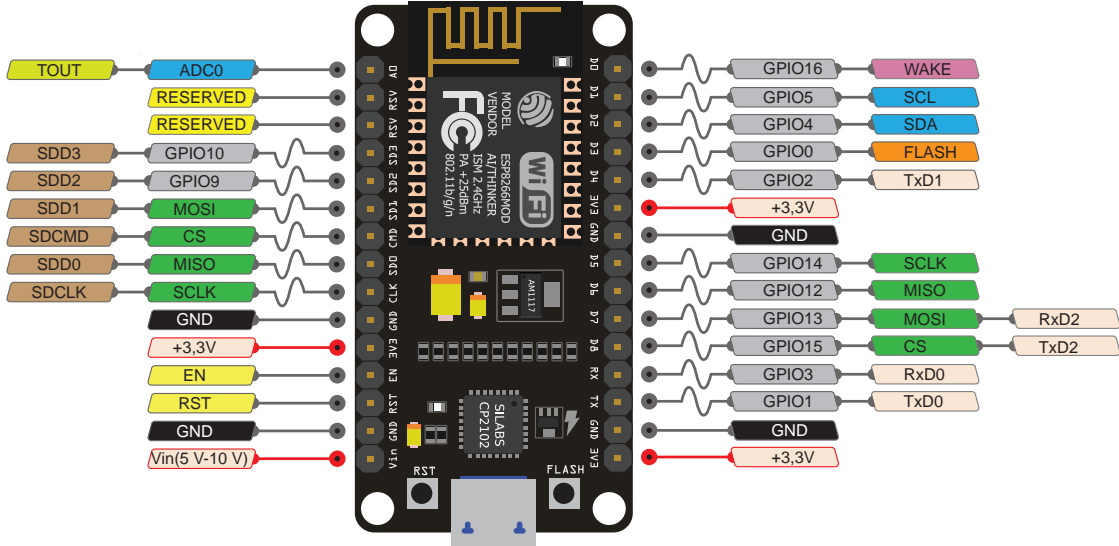 TOUT ADC0 A0
RESERVED RSV
RESERVED RSV
SDD3 GPIO10 SD3
SDD2 GPIO9 SD2
SDD1 MOSI SD1
SDCMD CS CMD
SDD0 MISO SD0
SDCLK SCLK CLK
GND GND
+3,3V 3V3
EN EN
RST RST
GND GND
Vin(5 V-10 V) Vin
MODEL
VENDOR
FC
ESP8266MOD
AI/THINKER
ISM 2.4GHz
PA +25dBm
802.11b/g/n
Wi Fi
AM1117
SILABS
CP2102
RST
FLASH
D0 GPIO16 WAKE
D1 GPIO5 SCL
D2 GPIO4 SDA
D3 GPIO0 FLASH
D4 GPIO2 TxD1
3V3 +3,3V
GND GND
D5 GPIO14 SCLK
D6 GPIO12 MISO
D7 GPIO13 MOSI RxD2
D8 GPIO15 CS TxD2
RX GPIO3 RxD0
TX GPIO1 TxD0
GND GND
3V3 +3,3V